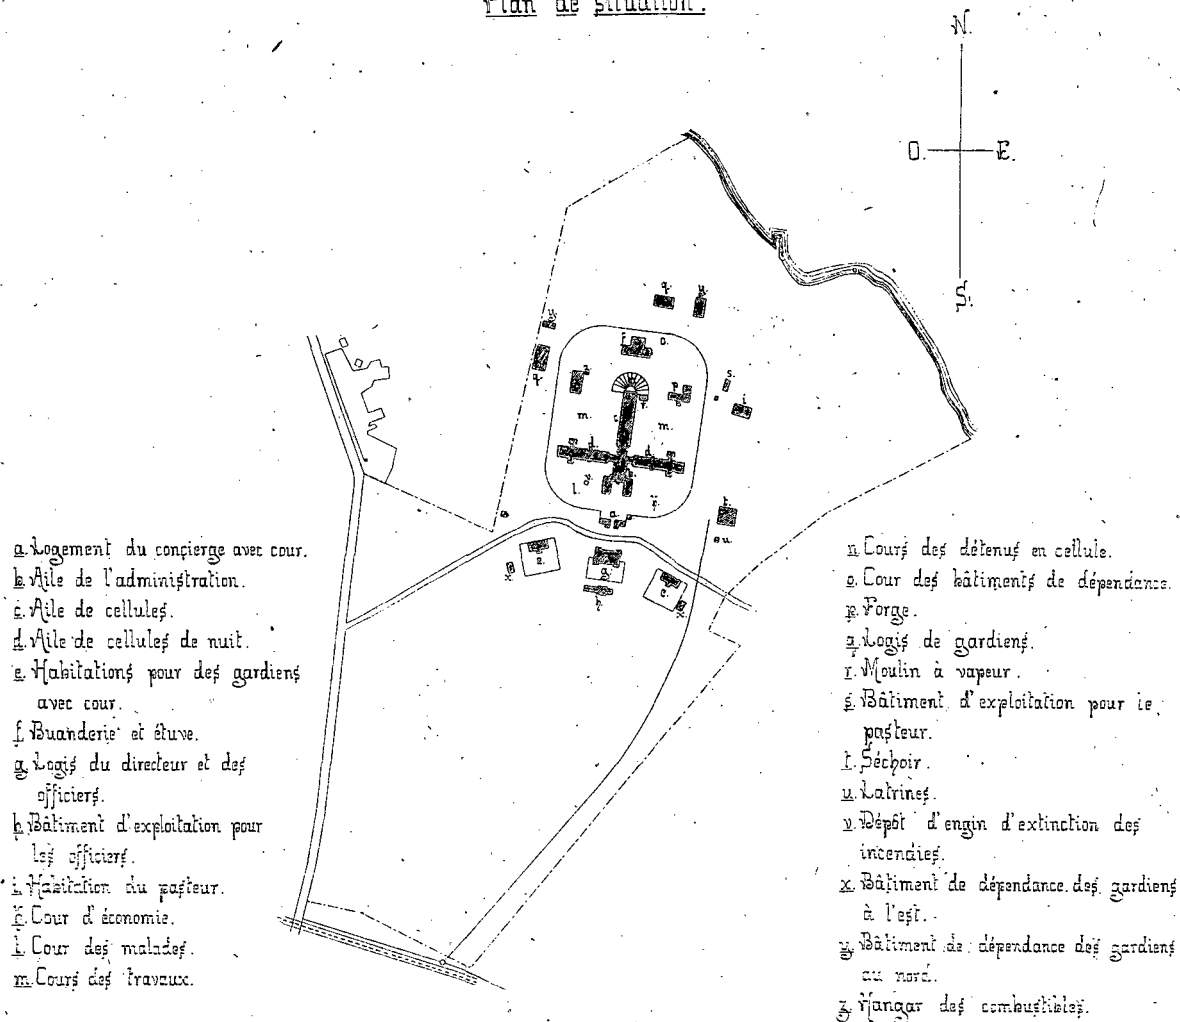 Plan de situation.
N.
O. E.
S.
a. Logement du concierge avec cour.
b. Aile de l'administration.
c. Aile de cellules.
d. Aile de cellules de nuit.
e. Habitations pour des gardiens
avec cour.
f. Buanderie et étuve.
g. Logis du directeur et des
officiers.
h. Bâtiment d'exploitation pour
les officiers.
i. Habitation du pasteur.
k. Cour d'économie.
l. Cour des malades.
m. Cours des travaux.
n. Cours des détenus en cellule.
o. Cour des bâtiments de dépendance.
p. Forge.
q. Logis de gardiens.
r. Moulin à vapeur.
s. Bâtiment d'exploitation pour le
pasteur.
t. Séchoir.
u. Latrines.
v. Dépôt d'engin d'extinction des
incendies.
x. Bâtiment de dépendance des gardiens
à l'est.
y. Bâtiment de dépendance des gardiens
au nord.
z. Hangar des combustibles.